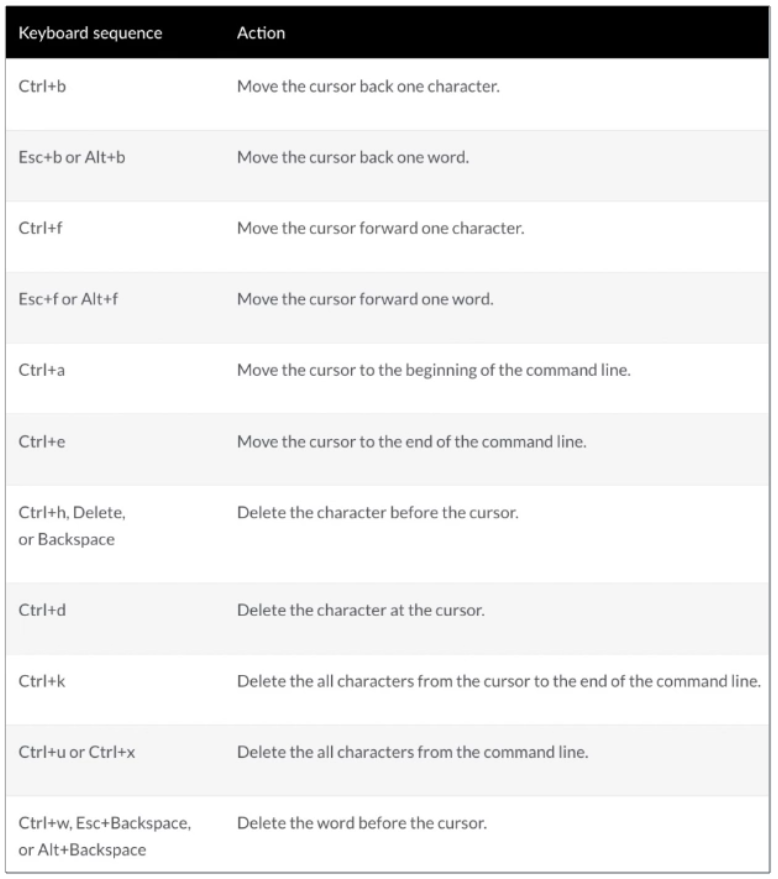 Keyboard sequence Action
Ctrl+b Move the cursor back one character.
Esc+b or Alt+b Move the cursor back one word.
Ctrl+f Move the cursor forward one character.
Esc+f or Alt+f Move the cursor forward one word.
Ctrl+a Move the cursor to the beginning of the command line.
Ctrl+e Move the cursor to the end of the command line.
Ctrl+h, Delete, Delete the character before the cursor.
or Backspace
Ctrl+d Delete the character at the cursor.
Ctrl+k Delete the all characters from the cursor to the end of the command line.
Ctrl+u or Ctrl+x Delete the all characters from the command line.
Ctrl+w, Esc+Backspace, Delete the word before the cursor.
or Alt+Backspace